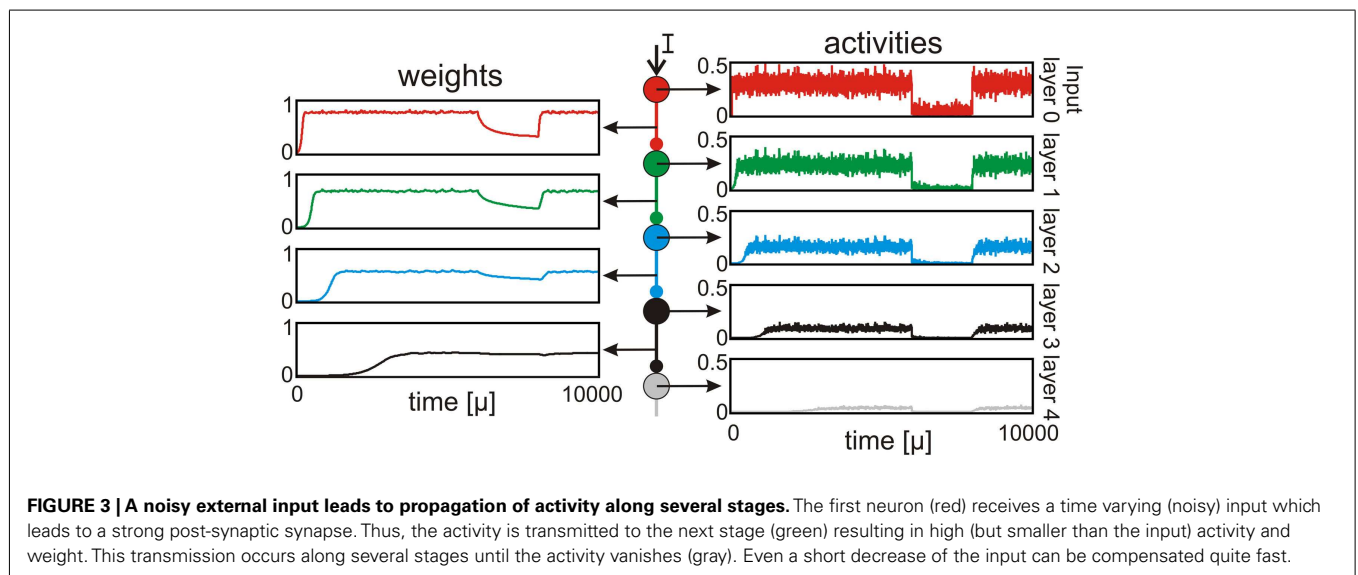 I
weights
activities
1
0
1
0
1
0
1
0
0
10000
time [μ]
0.5
0
Input
layer 0
0.5
0
layer 1
0.5
0
layer 2
0.5
0
layer 3
0.5
0
layer 4
0
10000
time [μ]
FIGURE 3 | A noisy external input leads to propagation of activity along several stages. The first neuron (red) receives a time varying (noisy) input which
leads to a strong post-synaptic synapse. Thus, the activity is transmitted to the next stage (green) resulting in high (but smaller than the input) activity and
weight. This transmission occurs along several stages until the activity vanishes (gray). Even a short decrease of the input can be compensated quite fast.